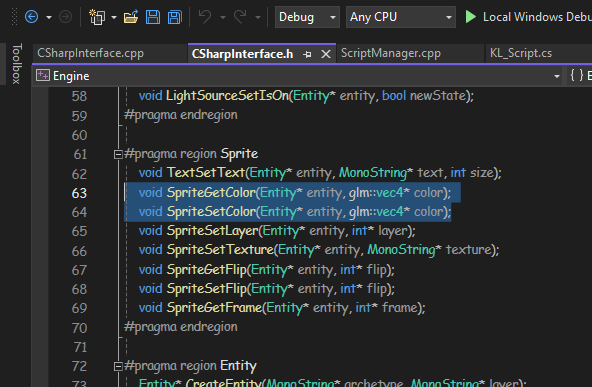 Debug Any CPU Local Windows Debu
Toolbox
CSharpInterface.cpp CSharpInterface.h ScriptManager.cpp KL_Script.cs
Engine {} E
58 void LightSourceSetIsOn(Entity* entity, bool newState);
59 #pragma endregion
60
61 #pragma region Sprite
62 void TextSetText(Entity* entity, MonoString* text, int size);
63 void SpriteGetColor(Entity* entity, glm::vec4* color);
64 void SpriteSetColor(Entity* entity, glm::vec4* color);
65 void SpriteSetLayer(Entity* entity, int* layer);
66 void SpriteSetTexture(Entity* entity, MonoString* texture);
67 void SpriteGetFlip(Entity* entity, int* flip);
68 void SpriteSetFlip(Entity* entity, int* flip);
69 void SpriteGetFrame(Entity* entity, int* frame);
70 #pragma endregion
71
72 #pragma region Entity
73 Entity* CreateEntity(MonoString* archetype, MonoString* layer);